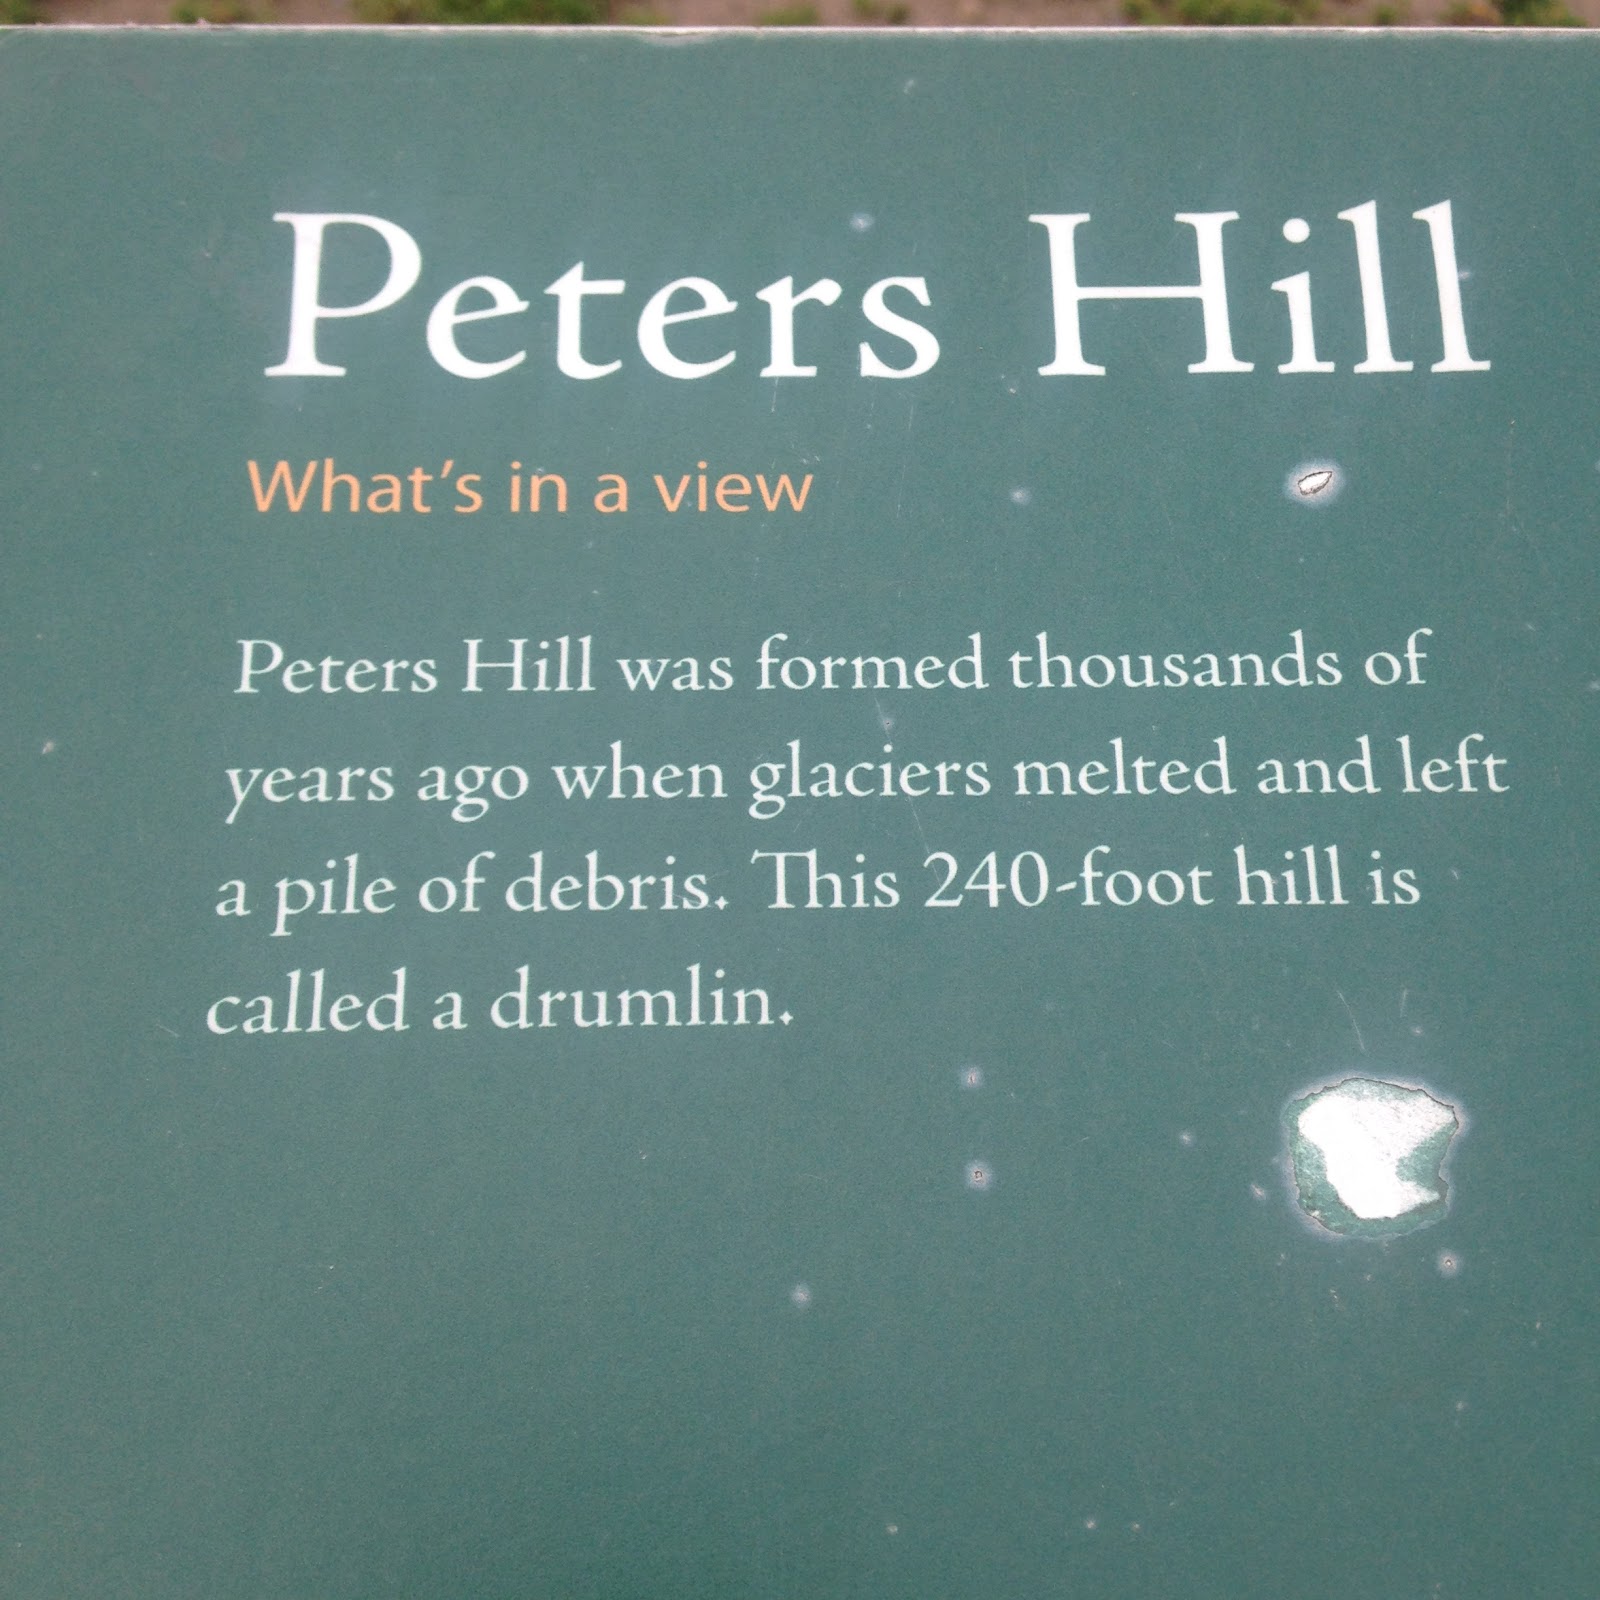 Peters Hill
What's in a view
Peters Hill was formed thousands of
years ago when glaciers melted and left
a pile of debris. This 240-foot hill is
called a drumlin.